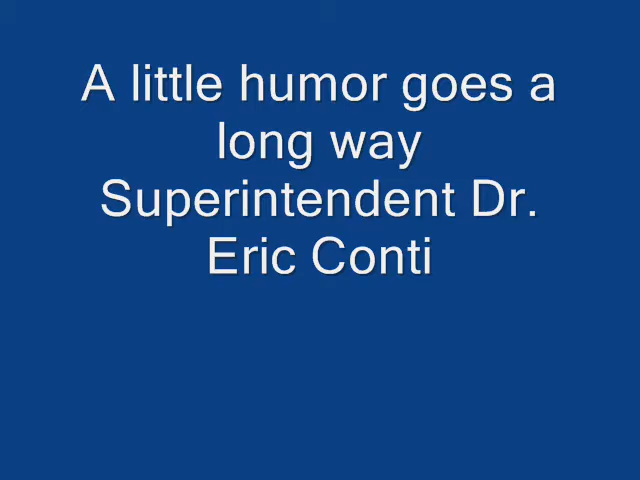 A little humor goes a
long way
Superintendent Dr.
Eric Conti